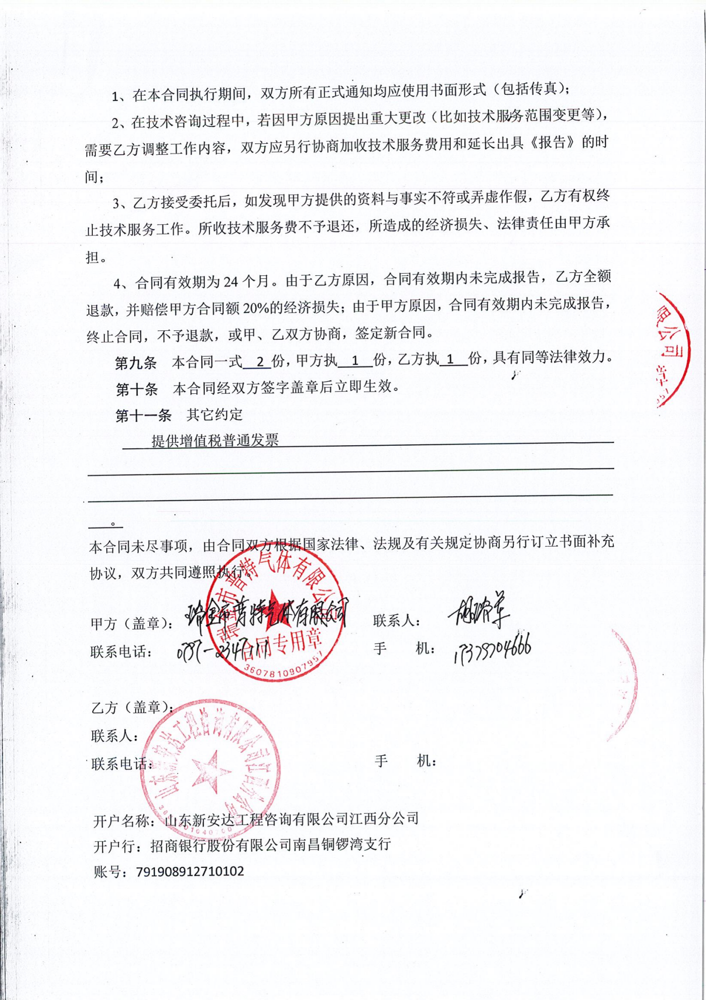 1、在本合同执行期间，双方所有正式通知均应使用书面形式（包括传真）；
2、在技术咨询过程中，若因甲方原因提出重大更改（比如技术服务范围变更等），
需要乙方调整工作内容，双方应另行协商加收技术服务费用和延长出具《报告》的时
间；
3、乙方接受委托后，如发现甲方提供的资料与事实不符或弄虚作假，乙方有权终
止技术服务工作。所收技术服务费不予退还，所造成的经济损失、法律责任由甲方承
担。
4、合同有效期为 24 个月。由于乙方原因，合同有效期内未完成报告，乙方全额
退款，并赔偿甲方合同额 20%的经济损失；由于甲方原因，合同有效期内未完成报告，
终止合同，不予退款，或甲、乙双方协商，签定新合同。
第九条 本合同一式 2 份，甲方执 1 份，乙方执 1 份，具有同等法律效力。
第十条 本合同经双方签字盖章后立即生效。
第十一条 其它约定
提供增值税普通发票
。
本合同未尽事项，由合同双方根据国家法律、法规及有关规定协商另行订立书面补充
协议，双方共同遵照执行。
瑞金市普特气体有限公司
合同专用章
3607810907957
限公司
甲方（盖章）： 瑞金市普特气体有限公司 联系人：
联系电话： 0797-2347111 手 机： 17379704666
乙方（盖章）：
联系人：
联系电话： 手 机：
山东新安达工程咨询有限公司江西分公司
开户名称：山东新安达工程咨询有限公司江西分公司
开户行：招商银行股份有限公司南昌铜锣湾支行
账号：791908912710102